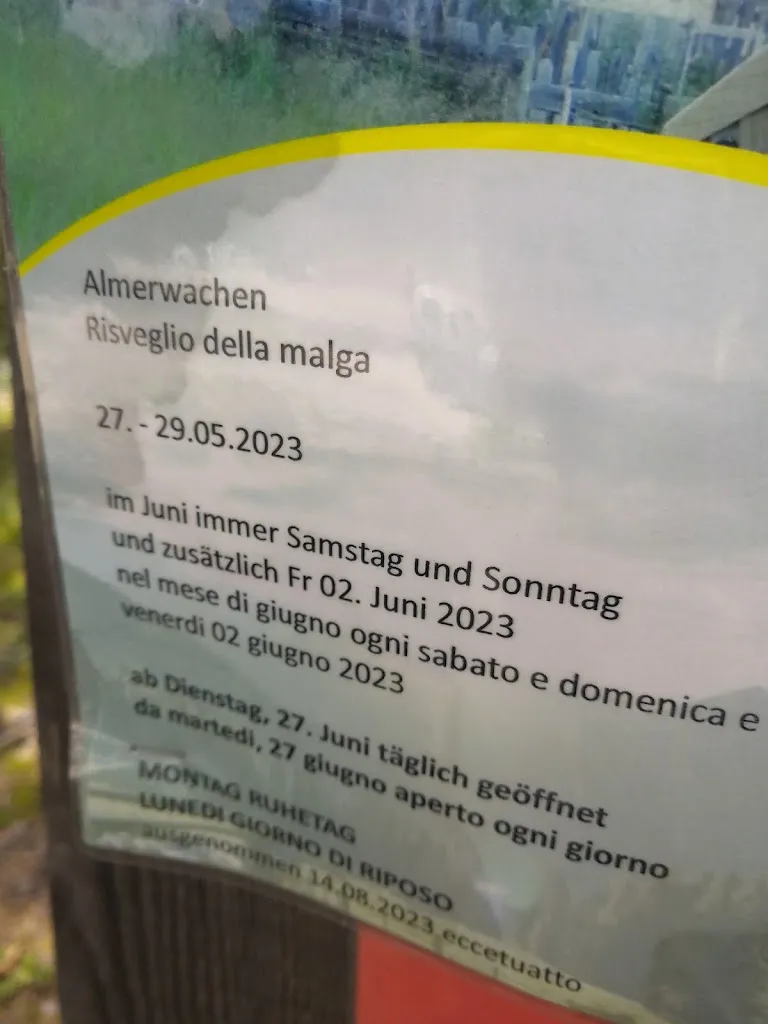 Almerwachen
Risveglio della malga
27. - 29.05.2023
im Juni immer Samstag und Sonntag
und zusätzlich Fr 02. Juni 2023
nel mese di giugno ogni sabato e domenica e
venerdi 02 giugno 2023
ab Dienstag, 27. Juni täglich geöffnet
da martedi, 27 giugno aperto ogni giorno
MONTAG RUHETAG
LUNEDI GIORNO DI RIPOSO
ausgenommen 14.08.2023 eccetuatto